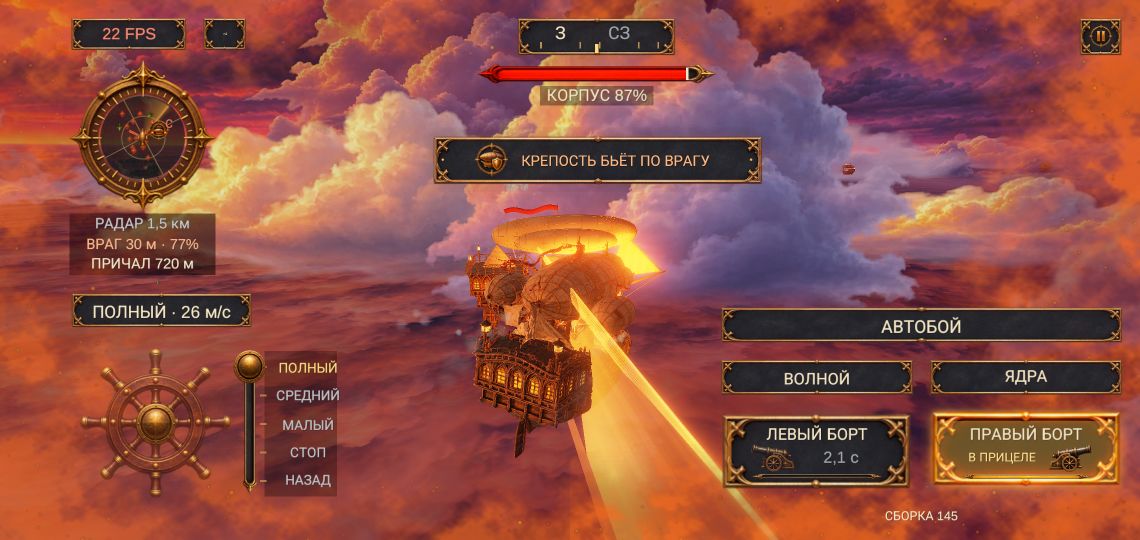 22 FPS
З
СЗ
КОРПУС 87%
КРЕПОСТЬ БЬЁТ ПО ВРАГУ
РАДАР 1,5 км
ВРАГ 30 м · 77%
ПРИЧАЛ 720 м
ПОЛНЫЙ · 26 м/с
ПОЛНЫЙ
СРЕДНИЙ
МАЛЫЙ
СТОП
НАЗАД
АВТОБОЙ
ВОЛНОЙ
ЯДРА
ЛЕВЫЙ БОРТ
2,1 с
ПРАВЫЙ БОРТ
В ПРИЦЕЛЕ
СБОРКА 145